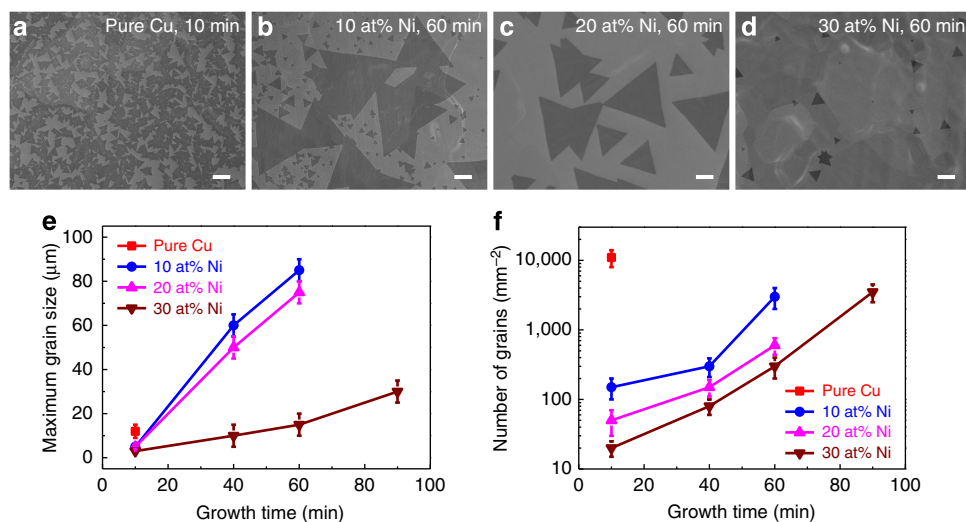 a Pure Cu, 10 min
b 10 at% Ni, 60 min
c 20 at% Ni, 60 min
d 30 at% Ni, 60 min
e
100
80
60
40
20
0
Maximum grain size (μm)
Pure Cu
10 at% Ni
20 at% Ni
30 at% Ni
0 20 40 60 80 100
Growth time (min)
f
10,000
1,000
100
10
Number of grains (mm⁻²)
Pure Cu
10 at% Ni
20 at% Ni
30 at% Ni
0 20 40 60 80 100
Growth time (min)